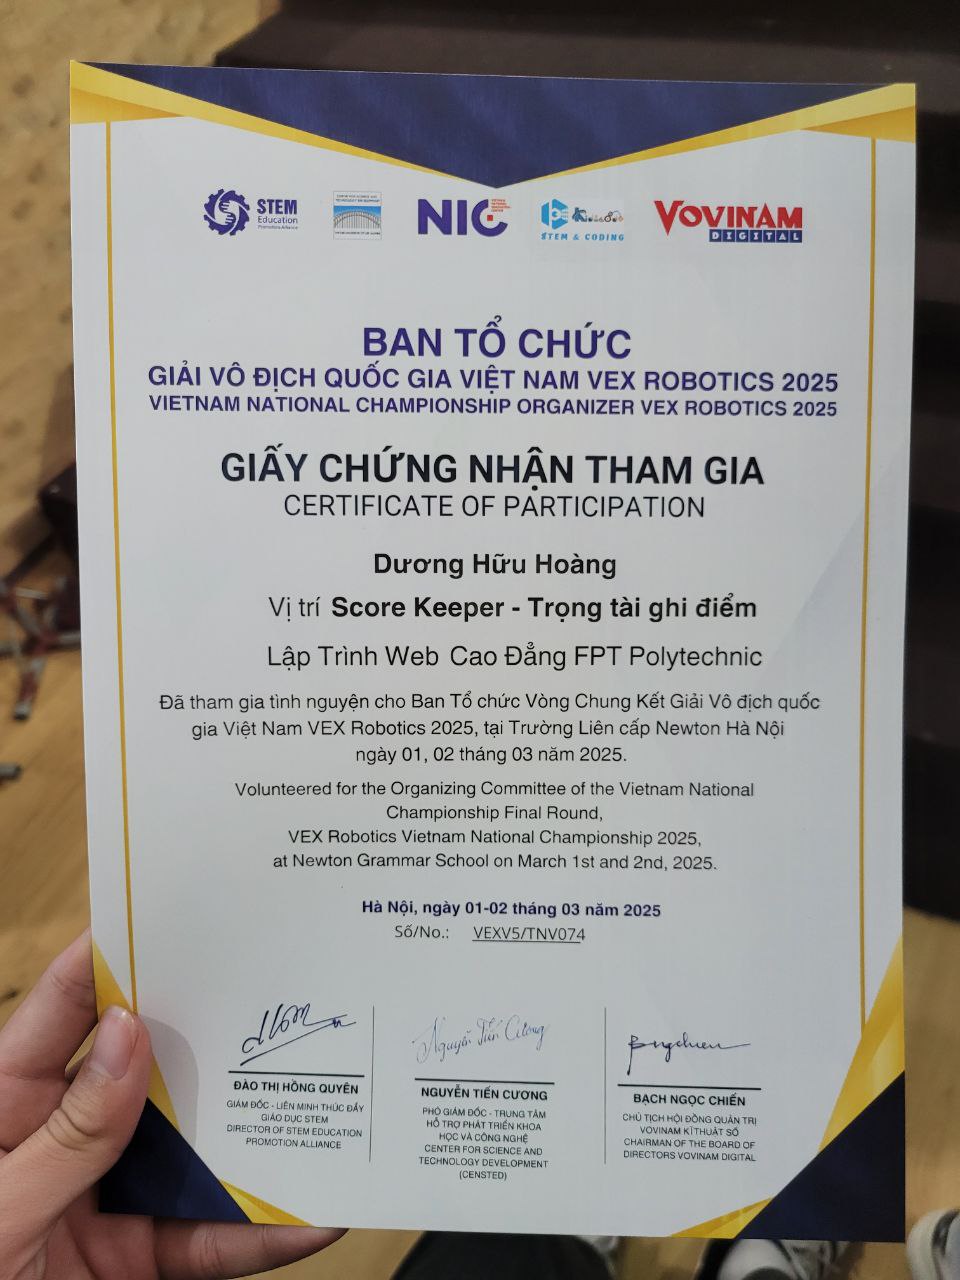 STEM
Education
Promotion Alliance
NIC
STEM & CODING
VOVINAM
DIGITAL
BAN TỔ CHỨC
GIẢI VÔ ĐỊCH QUỐC GIA VIỆT NAM VEX ROBOTICS 2025
VIETNAM NATIONAL CHAMPIONSHIP ORGANIZER VEX ROBOTICS 2025
GIẤY CHỨNG NHẬN THAM GIA
CERTIFICATE OF PARTICIPATION
Dương Hữu Hoàng
Vị trí Score Keeper - Trọng tài ghi điểm
Lập Trình Web Cao Đẳng FPT Polytechnic
Đã tham gia tình nguyện cho Ban Tổ chức Vòng Chung Kết Giải Vô địch quốc
gia Việt Nam VEX Robotics 2025, tại Trường Liên cấp Newton Hà Nội
ngày 01, 02 tháng 03 năm 2025.
Volunteered for the Organizing Committee of the Vietnam National
Championship Final Round,
VEX Robotics Vietnam National Championship 2025,
at Newton Grammar School on March 1st and 2nd, 2025.
Hà Nội, ngày 01-02 tháng 03 năm 2025
Số/No.: VEXV5/TNV074
Nguyễn Tiến Cương
ĐÀO THỊ HỒNG QUYÊN
GIÁM ĐỐC - LIÊN MINH THÚC ĐẨY
GIÁO DỤC STEM
DIRECTOR OF STEM EDUCATION
PROMOTION ALLIANCE
NGUYỄN TIẾN CƯƠNG
PHÓ GIÁM ĐỐC - TRUNG TÂM
HỖ TRỢ PHÁT TRIỂN KHOA
HỌC VÀ CÔNG NGHỆ
CENTER FOR SCIENCE AND
TECHNOLOGY DEVELOPMENT
(CENSTED)
BẠCH NGỌC CHIẾN
CHỦ TỊCH HỘI ĐỒNG QUẢN TRỊ
VOVINAM KĨ THUẬT SỐ
CHAIRMAN OF THE BOARD OF
DIRECTORS VOVINAM DIGITAL